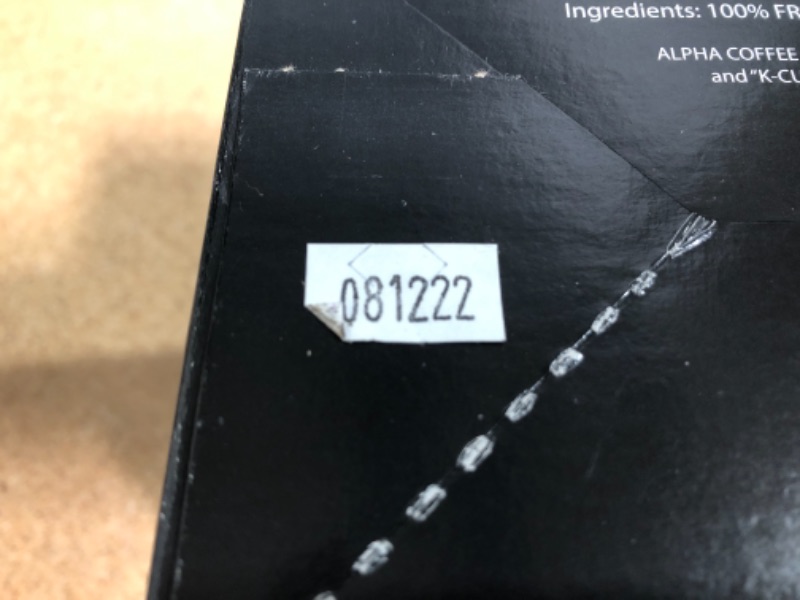 Ingredients: 100% FR
ALPHA COFFEE
and "K-CU
081222